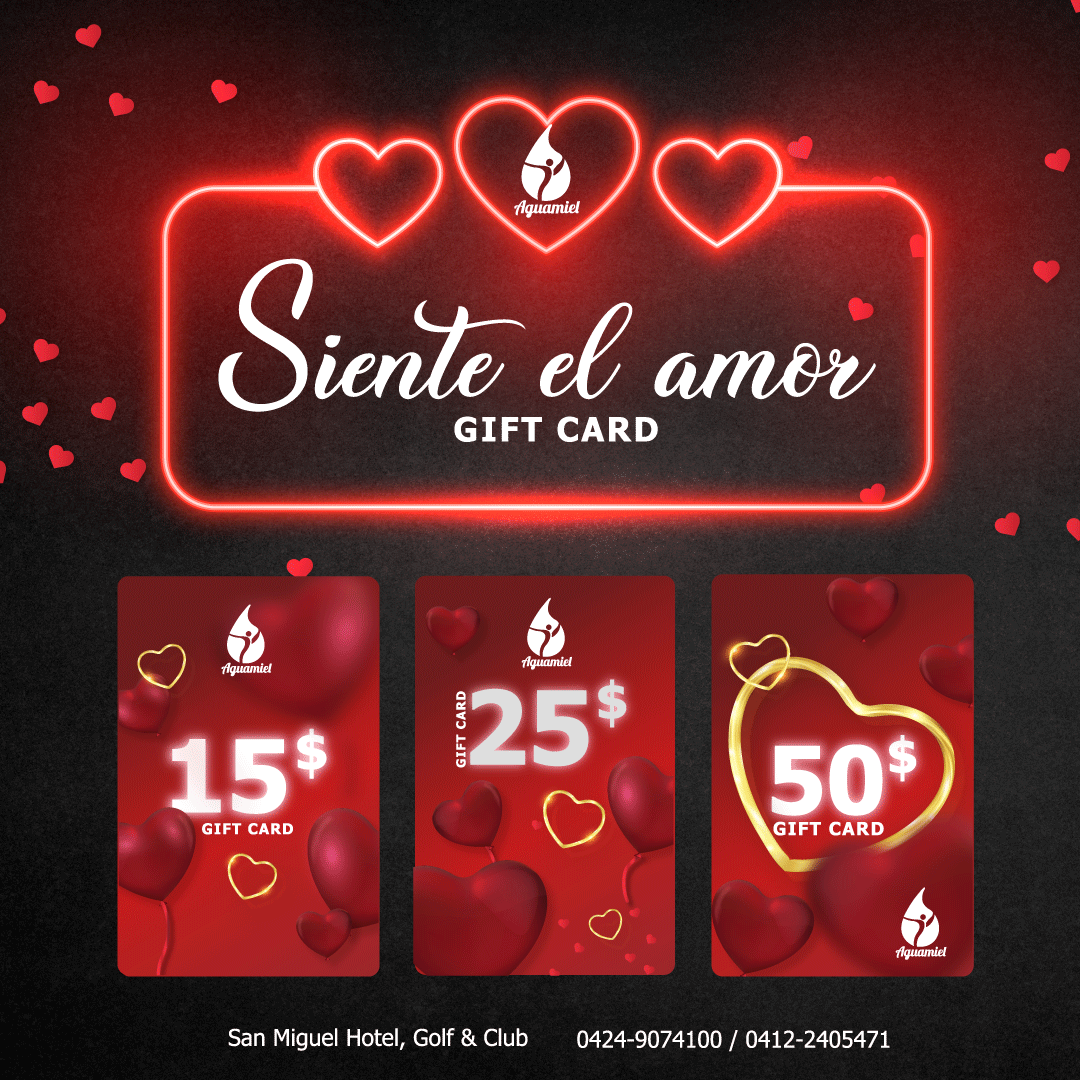 Aguamiel
Siente el amor
GIFT CARD
Aguamiel
15$
GIFT CARD
Aguamiel
GIFT CARD
25$
50$
GIFT CARD
Aguamiel
San Miguel Hotel, Golf & Club
0424-9074100 / 0412-2405471